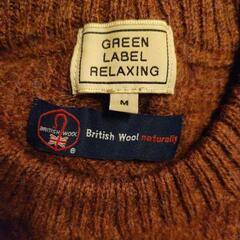 GREEN
LABEL
RELAXING
M
BRITISH WOOL
British Wool naturally
®